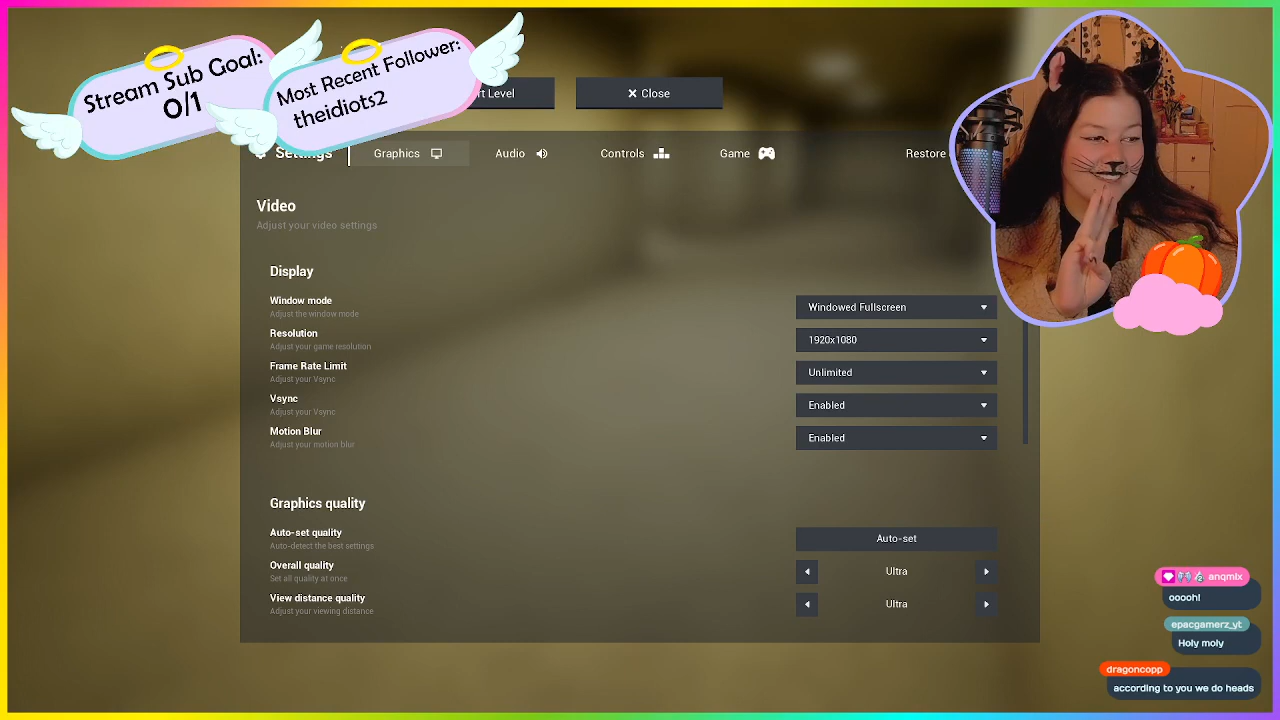 Stream Sub Goal:
0/1
Most Recent Follower:
theidiots2
Level
Close
Settings
Graphics
Audio
Controls
Game
Restore
Video
Adjust your video settings
Display
Window mode
Adjust the window mode
Windowed Fullscreen
Resolution
Adjust your game resolution
1920x1080
Frame Rate Limit
Adjust your Vsync
Unlimited
Vsync
Adjust your Vsync
Enabled
Motion Blur
Adjust your motion blur
Enabled
Graphics quality
Auto-set quality
Auto-detect the best settings
Auto-set
Overall quality
Set all quality at once
Ultra
View distance quality
Adjust your viewing distance
Ultra
anqmlx
ooooh!
epacgamerz_yt
Holy moly
dragoncopp
according to you we do heads